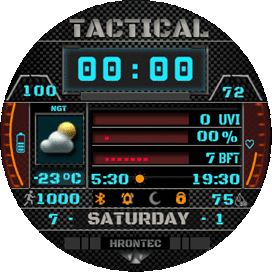 TACTICAL
00:00
100 72
NGT
0 UVI
00%
7 BFT
-23ºC 5:30 19:30
1000 75
7 - SATURDAY - 1
HRONTEC